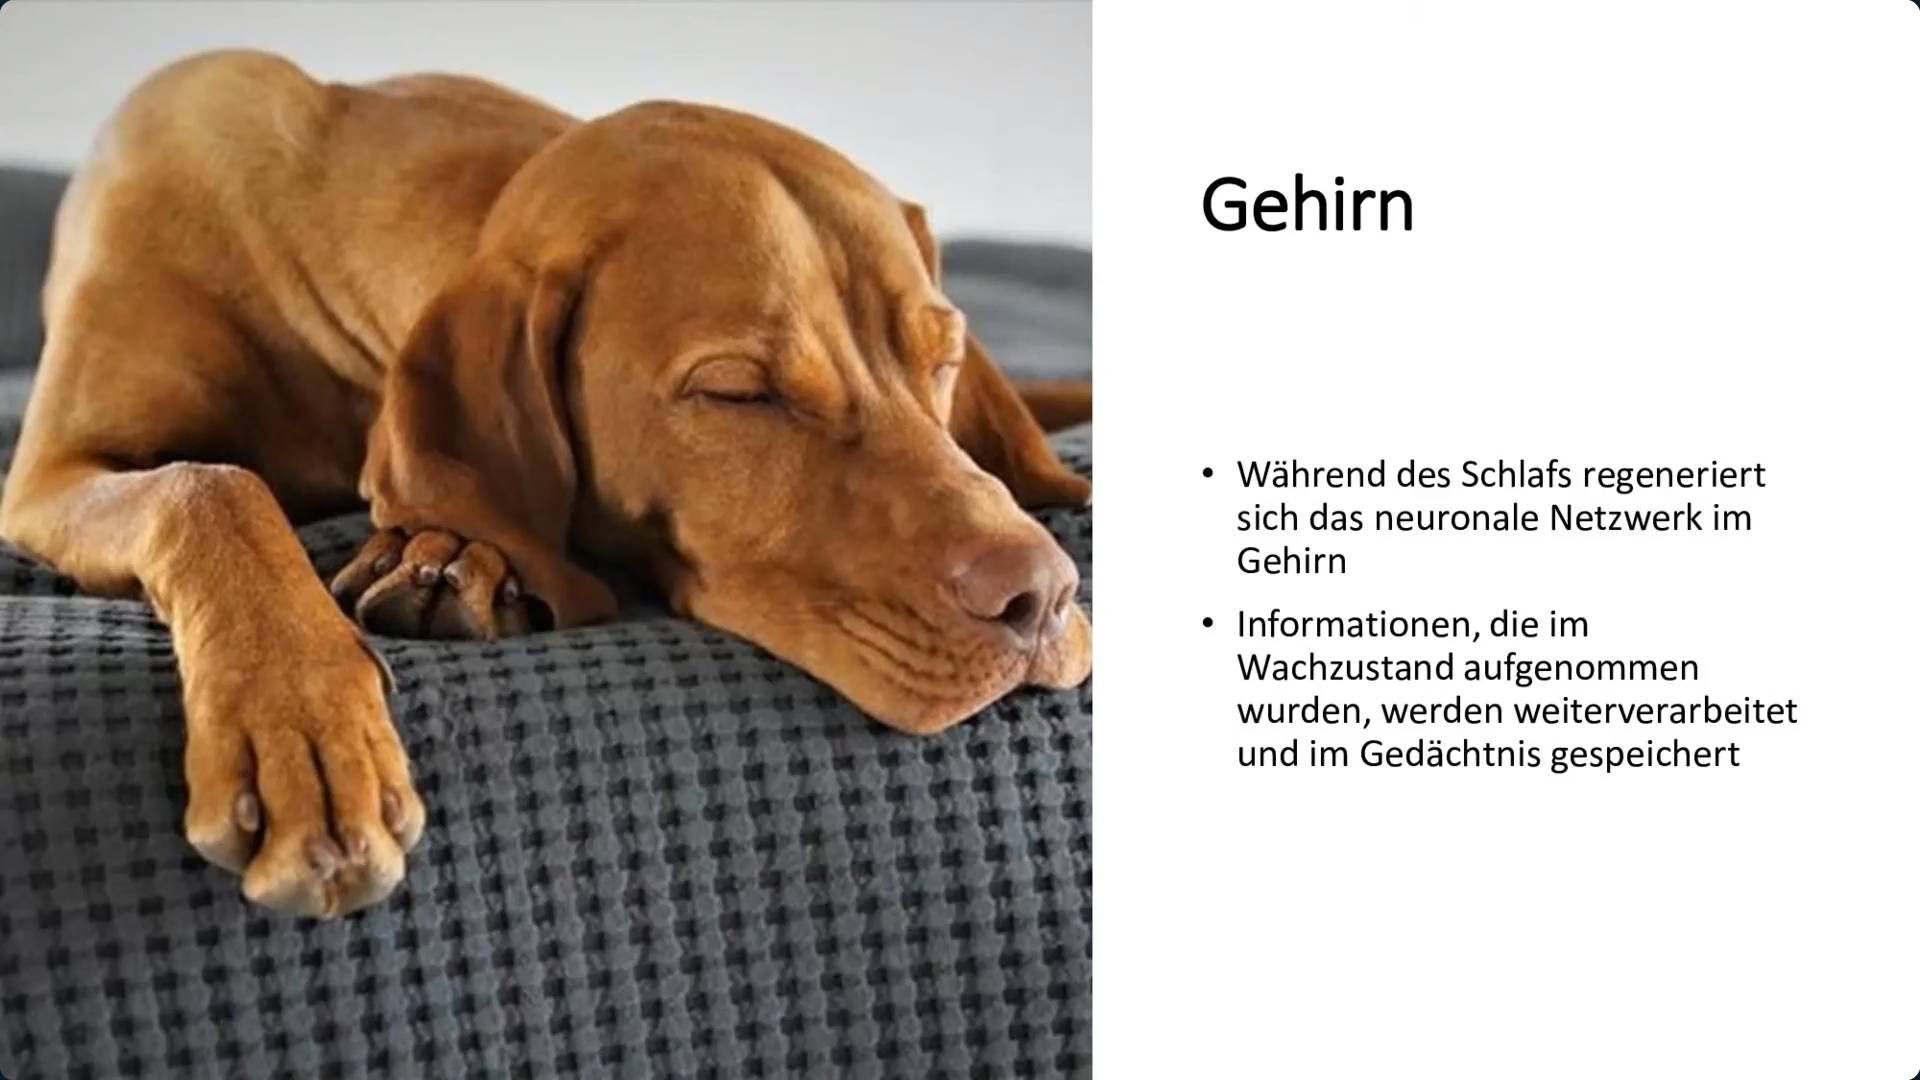 Gehirn
• Während des Schlafs regeneriert
sich das neuronale Netzwerk im
Gehirn
• Informationen, die im
Wachzustand aufgenommen
wurden, werden weiterverarbeitet
und im Gedächtnis gespeichert